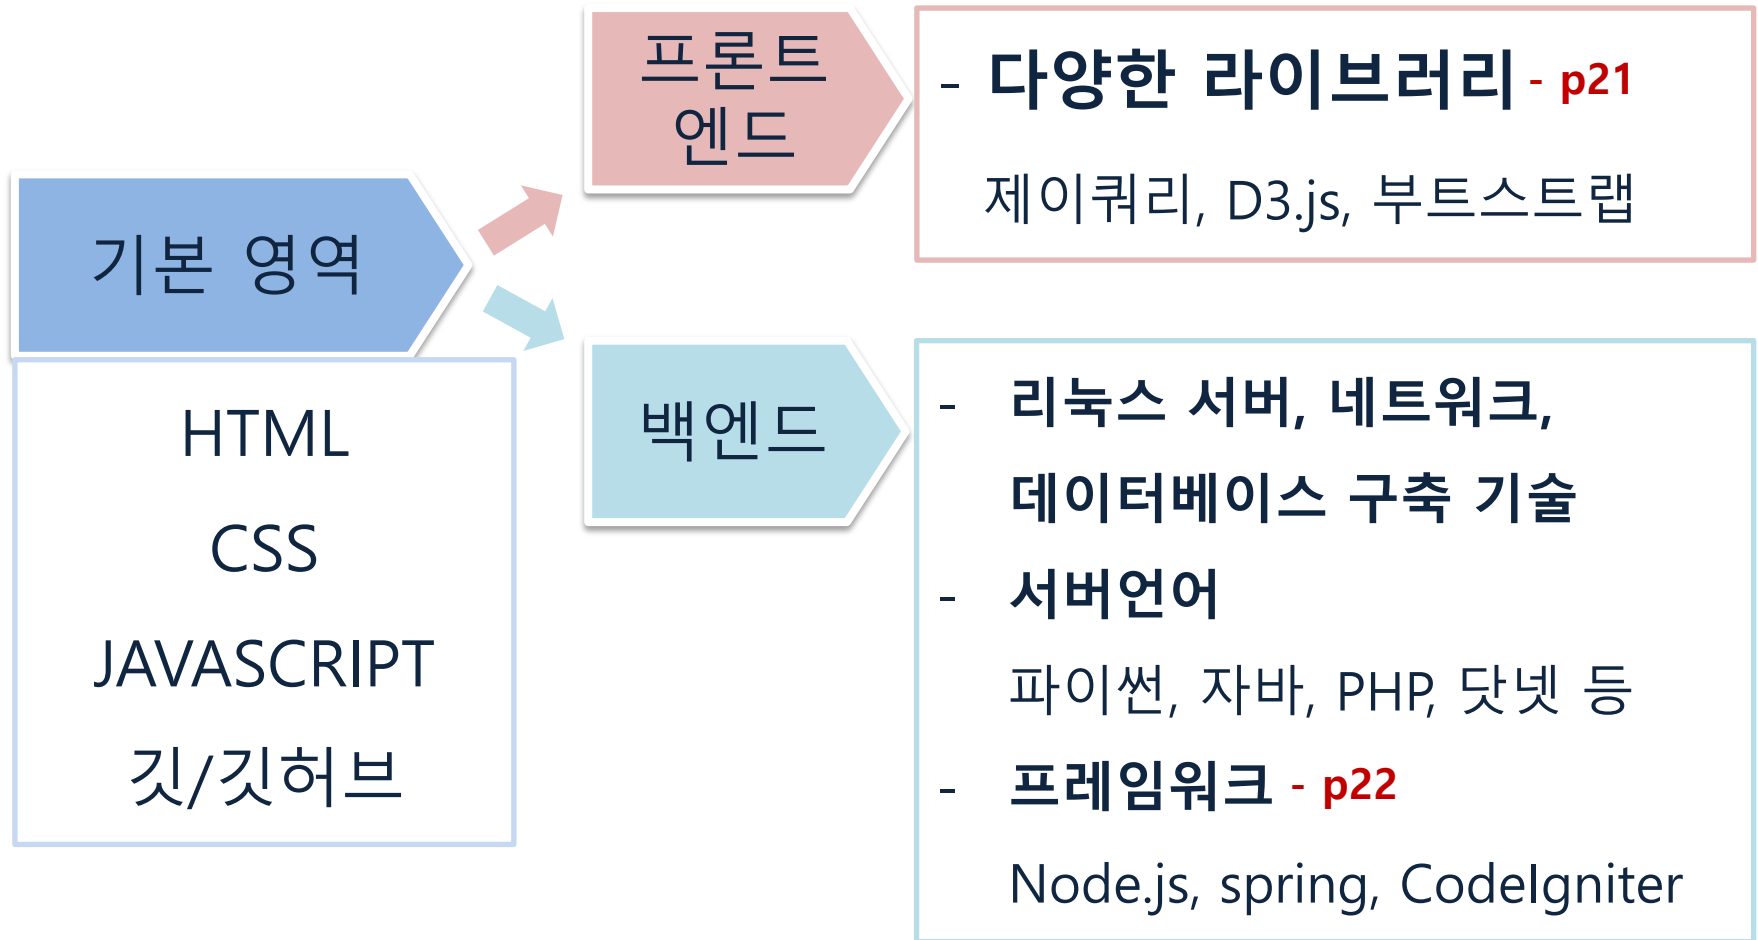 기본 영역
HTML
CSS
JAVASCRIPT
깃/깃허브
프론트
엔드
- 다양한 라이브러리 - p21
제이쿼리, D3.js, 부트스트랩
백엔드
- 리눅스 서버, 네트워크,
데이터베이스 구축 기술
- 서버언어
파이썬, 자바, PHP, 닷넷 등
- 프레임워크 - p22
Node.js, spring, CodeIgniter